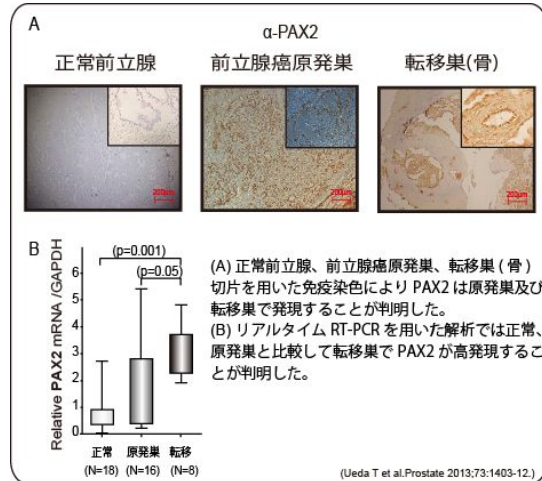 A
α-PAX2
正常前立腺
前立腺癌原発巣
転移巣(骨)
200μm
200μm
200μm
B
Relative PAX2 mRNA /GAPDH
(p=0.001)
(p=0.05)
6
5
4
3
2
1
0
正常
原発巣
転移
(N=18)
(N=16)
(N=8)
(A) 正常前立腺、前立腺癌原発巣、転移巣 ( 骨 )
切片を用いた免疫染色により PAX2 は原発巣及び
転移巣で発現することが判明した。
(B) リアルタイム RT-PCR を用いた解析では正常、
原発巣と比較して転移巣で PAX2 が高発現するこ
とが判明した。
(Ueda T et al.Prostate 2013;73:1403-12.)